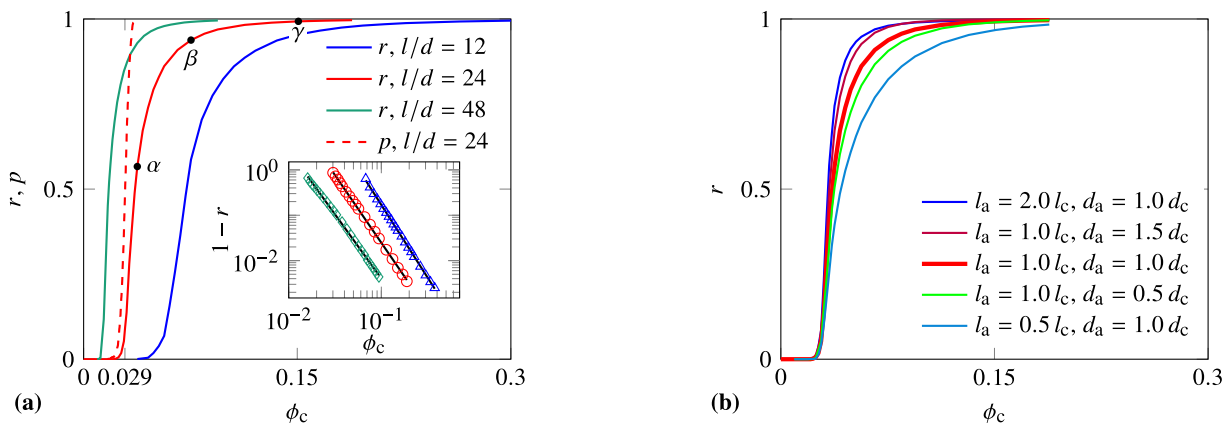 1
0.5
0
r, p
0 0.029 0.15 0.3
ϕc
(a)
α
β
γ
r, l/d = 12
r, l/d = 24
r, l/d = 48
p, l/d = 24
10⁰
10⁻²
1 − r
10⁻² 10⁻¹
ϕc
1
0.5
0
r
0 0.15 0.3
ϕc
(b)
la = 2.0 lc, da = 1.0 dc
la = 1.0 lc, da = 1.5 dc
la = 1.0 lc, da = 1.0 dc
la = 1.0 lc, da = 0.5 dc
la = 0.5 lc, da = 1.0 dc